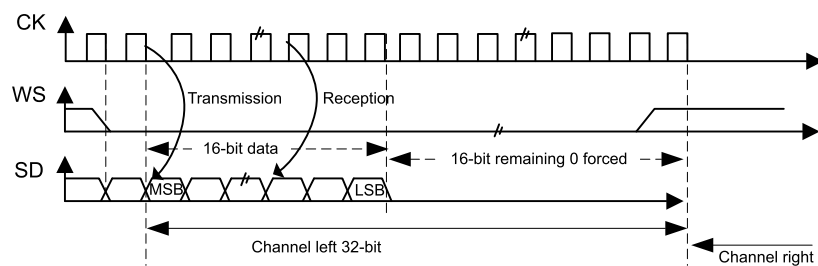 CK
WS
Transmission
Reception
16-bit data
16-bit remaining 0 forced
SD
MSB
LSB
Channel left 32-bit
Channel right